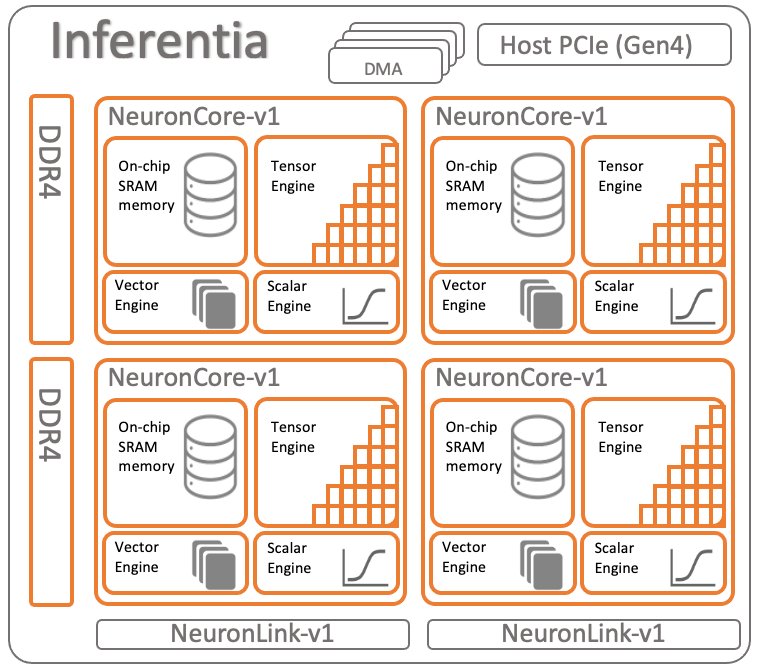 Inferentia
DMA
Host PCIe (Gen4)
DDR4
NeuronCore-v1
On-chip
SRAM
memory
Tensor
Engine
Vector
Engine
Scalar
Engine
NeuronCore-v1
On-chip
SRAM
memory
Tensor
Engine
Vector
Engine
Scalar
Engine
DDR4
NeuronCore-v1
On-chip
SRAM
memory
Tensor
Engine
Vector
Engine
Scalar
Engine
NeuronCore-v1
On-chip
SRAM
memory
Tensor
Engine
Vector
Engine
Scalar
Engine
NeuronLink-v1
NeuronLink-v1